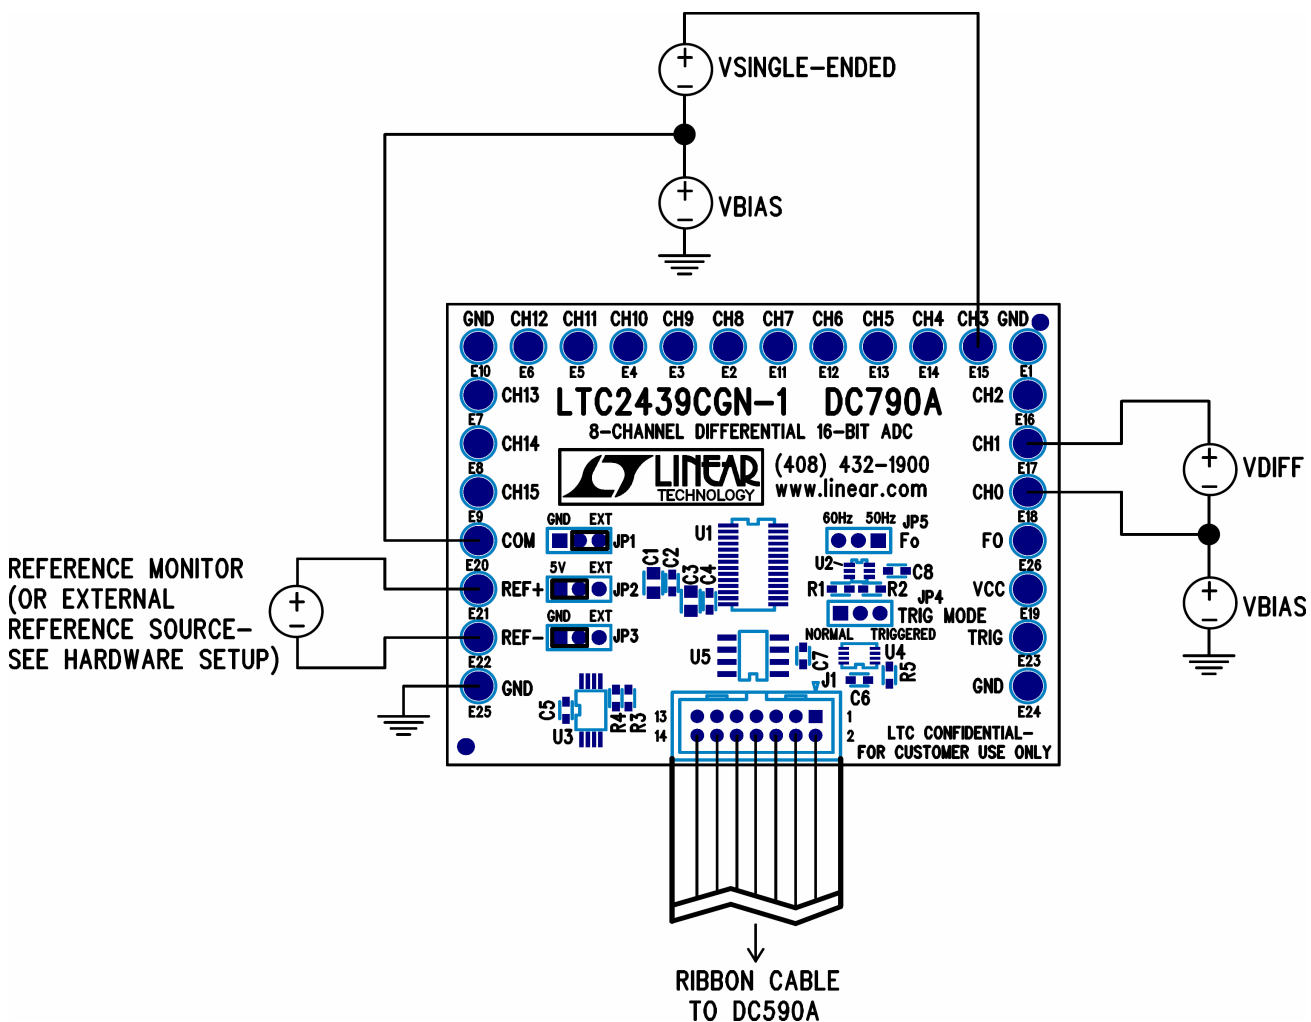 VSINGLE-ENDED
VBIAS
GND CH12 CH11 CH10 CH9 CH8 CH7 CH6 CH5 CH4 CH3 GND
E10 E6 E5 E4 E3 E2 E11 E12 E13 E14 E15 E1
CH13 LTC2439CGN-1 DC790A CH2
E7 8-CHANNEL DIFFERENTIAL 16-BIT ADC E16
CH14 CH1
E8 E17
LINEAR
TECHNOLOGY
(408) 432-1900
www.linear.com
CH15 CH0
E9 E18
VDIFF
GND EXT
COM JP1
E20
U1
60Hz 50Hz JP5
Fo
FO
E26
5V EXT
REF+ JP2
E21
C1 C2 C3 C4
U2 C8
R1 R2
VCC
E19
JP4
TRIG MODE
NORMAL TRIGGERED
GND EXT
REF- JP3
E22
TRIG
E23
VBIAS
REFERENCE MONITOR
(OR EXTERNAL
REFERENCE SOURCE-
SEE HARDWARE SETUP)
U5 C7 U4 R5
J1 C6
GND
E25
GND
E24
C5 U3 R4 R3
13 1
14 2
LTC CONFIDENTIAL-
FOR CUSTOMER USE ONLY
RIBBON CABLE
TO DC590A